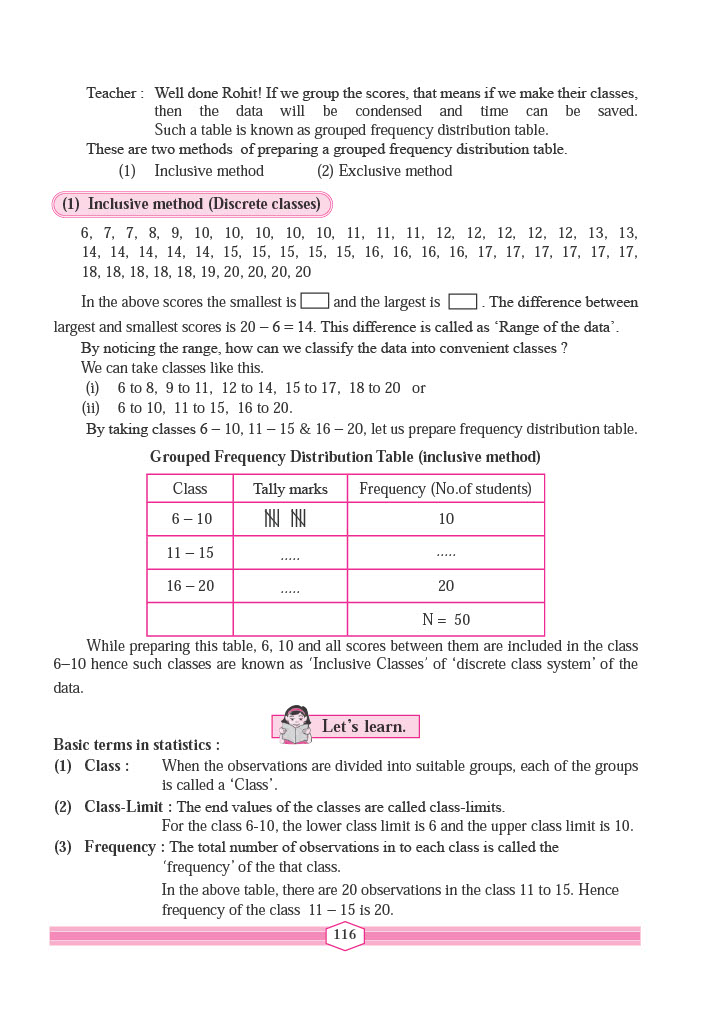 Teacher : Well done Rohit! If we group the scores, that means if we make their classes,
then the data will be condensed and time can be saved.
Such a table is known as grouped frequency distribution table.
These are two methods of preparing a grouped frequency distribution table.
(1) Inclusive method (2) Exclusive method
(1) Inclusive method (Discrete classes)
6, 7, 7, 8, 9, 10, 10, 10, 10, 10, 11, 11, 11, 12, 12, 12, 12, 12, 13, 13,
14, 14, 14, 14, 14, 15, 15, 15, 15, 15, 16, 16, 16, 16, 17, 17, 17, 17, 17, 17,
18, 18, 18, 18, 18, 19, 20, 20, 20, 20
In the above scores the smallest is and the largest is . The difference between
largest and smallest scores is 20 – 6 = 14. This difference is called as ‘Range of the data’.
By noticing the range, how can we classify the data into convenient classes ?
We can take classes like this.
(i) 6 to 8, 9 to 11, 12 to 14, 15 to 17, 18 to 20 or
(ii) 6 to 10, 11 to 15, 16 to 20.
By taking classes 6 – 10, 11 – 15 & 16 – 20, let us prepare frequency distribution table.
Grouped Frequency Distribution Table (inclusive method)
Class Tally marks Frequency (No.of students)
6 – 10 10
11 – 15 ..... .....
16 – 20 ..... 20
N = 50
While preparing this table, 6, 10 and all scores between them are included in the class
6–10 hence such classes are known as ‘Inclusive Classes’ of ‘discrete class system’ of the
data.
Let’s learn.
Basic terms in statistics :
(1) Class : When the observations are divided into suitable groups, each of the groups
is called a ‘Class’.
(2) Class-Limit : The end values of the classes are called class-limits.
For the class 6-10, the lower class limit is 6 and the upper class limit is 10.
(3) Frequency : The total number of observations in to each class is called the
‘frequency’ of the that class.
In the above table, there are 20 observations in the class 11 to 15. Hence
frequency of the class 11 – 15 is 20.
116